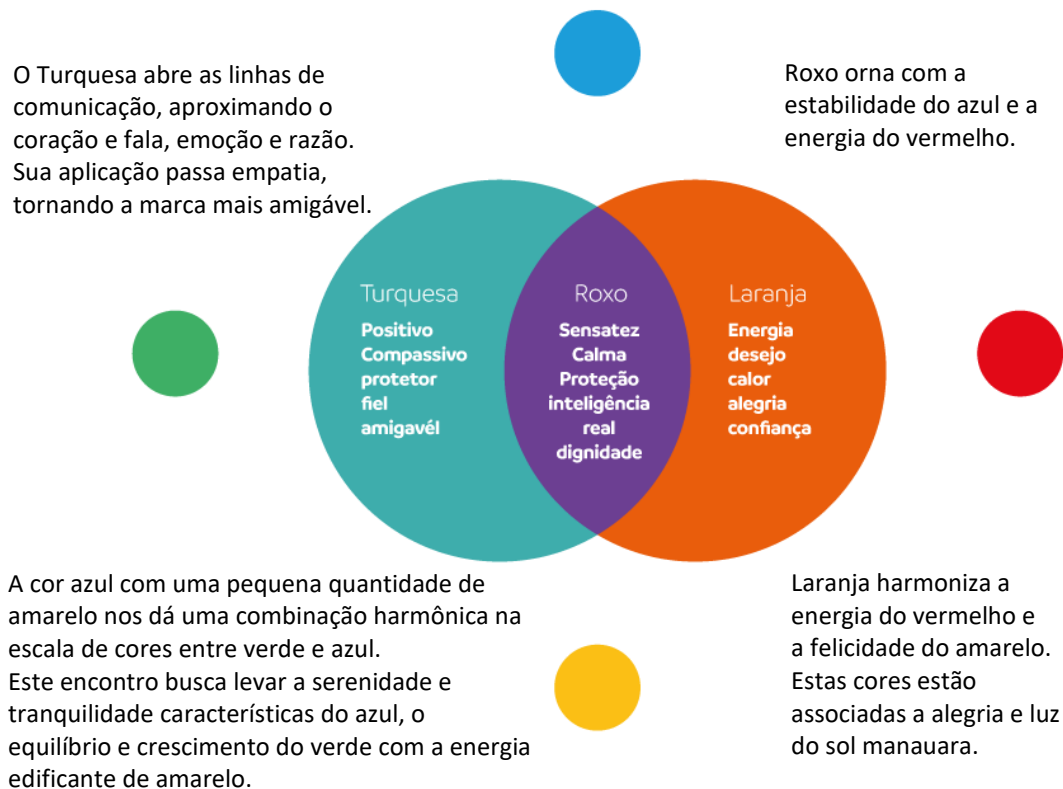 O Turquesa abre as linhas de
comunicação, aproximando o
coração e fala, emoção e razão.
Sua aplicação passa empatia,
tornando a marca mais amigável.
Roxo orna com a
estabilidade do azul e a
energia do vermelho.
Turquesa
Positivo
Compassivo
protetor
fiel
amigavél
Roxo
Sensatez
Calma
Proteção
inteligência
real
dignidade
Laranja
Energia
desejo
calor
alegria
confiança
A cor azul com uma pequena quantidade de
amarelo nos dá uma combinação harmônica na
escala de cores entre verde e azul.
Este encontro busca levar a serenidade e
tranquilidade características do azul, o
equilíbrio e crescimento do verde com a energia
edificante de amarelo.
Laranja harmoniza a
energia do vermelho e
a felicidade do amarelo.
Estas cores estão
associadas a alegria e luz
do sol manauara.